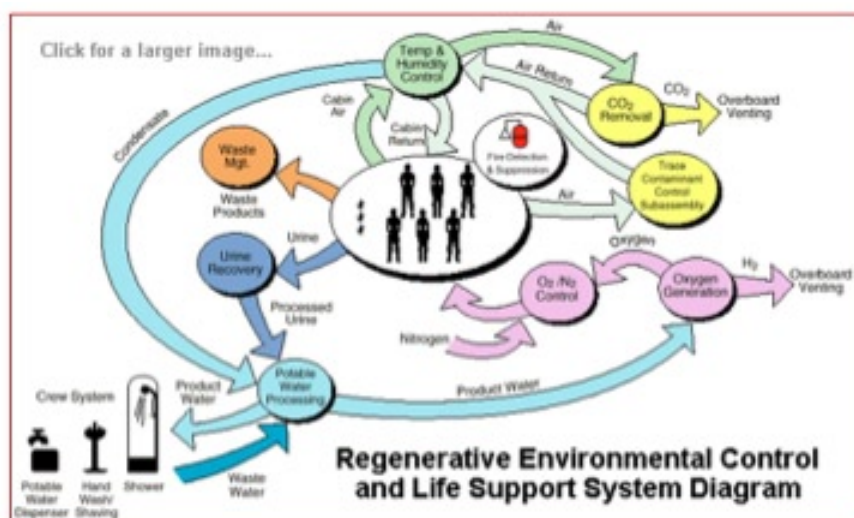 Click for a larger image...
Temp &
Humidity
Control
Air
Air Return
CO2
Removal
CO2
Overboard
Venting
Condensate
Cabin
Air
Cabin
Return
Fire Detection
& Suppression
Waste
Mgt.
Waste
Products
Trace
Contaminant
Control
Subassembly
Air
Urine
Urine
Recovery
Oxygen
O2 /N2
Control
Oxygen
Generation
H2
Overboard
Venting
Processed
Urine
Nitrogen
Potable
Water
Processing
Product Water
Product
Water
Crew System
Waste
Water
Potable
Water
Dispenser
Hand
Wash/
Shaving
Shower
Regenerative Environmental Control
and Life Support System Diagram